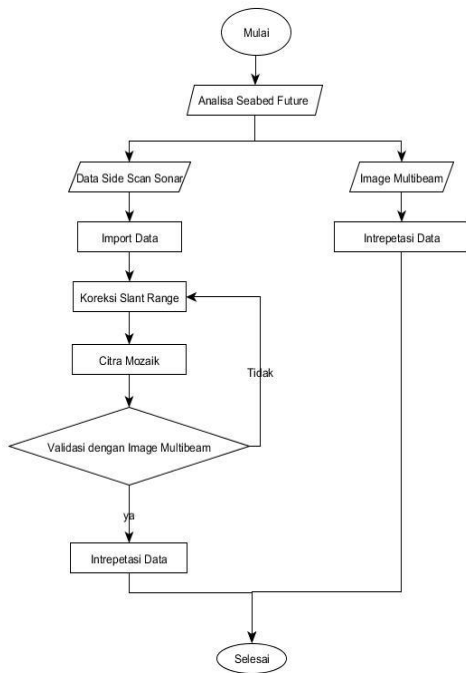 Mulai
Analisa Seabed Future
Data Side Scan Sonar
Image Multibeam
Import Data
Intrepetasi Data
Koreksi Slant Range
Citra Mozaik
Tidak
Validasi dengan Image Multibeam
ya
Intrepetasi Data
Selesai